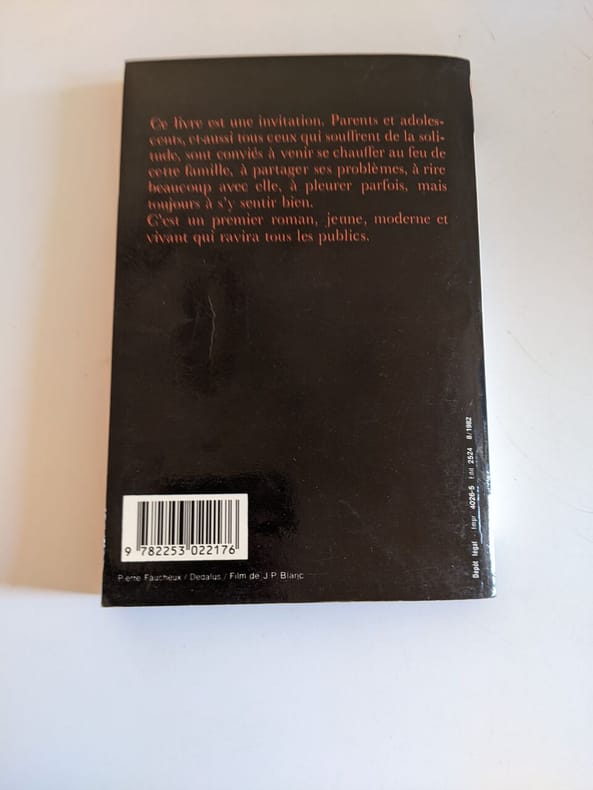 Ce livre est une invitation. Parents et adoles-
cents, et aussi tous ceux qui souffrent de la soli-
tude, sont conviés à venir se chauffer au feu de
cette famille, à partager ses problèmes, à rire
beaucoup avec elle, à pleurer parfois, mais
toujours à s'y sentir bien.
C'est un premier roman, jeune, moderne et
vivant qui ravira tous les publics.
9 782253 022176
Pierre Faucheux / Dedalus / Film de J.P. Blanc
Dépôt légal - Impr 4026-5 Edit 2524 8/1982